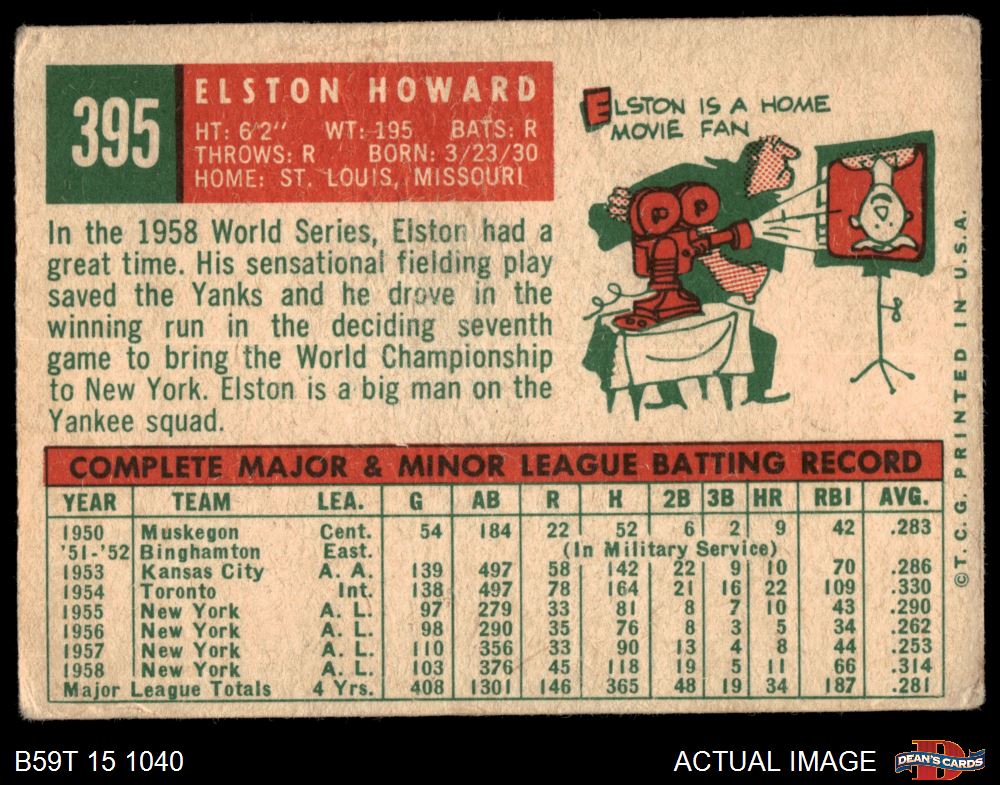 395
ELSTON HOWARD
HT: 6'2" WT: 195 BATS: R
THROWS: R BORN: 3/23/30
HOME: ST. LOUIS, MISSOURI
In the 1958 World Series, Elston had a
great time. His sensational fielding play
saved the Yanks and he drove in the
winning run in the deciding seventh
game to bring the World Championship
to New York. Elston is a big man on the
Yankee squad.
ELSTON IS A HOME
MOVIE FAN
COMPLETE MAJOR & MINOR LEAGUE BATTING RECORD
YEAR TEAM LEA. G AB R H 2B 3B HR RBI AVG.
1950 Muskegon Cent. 54 184 22 52 6 2 9 42 .283
'51-'52 Binghamton East. (In Military Service)
1953 Kansas City A. A. 139 497 58 142 22 9 10 70 .286
1954 Toronto Int. 138 497 78 164 21 16 22 109 .330
1955 New York A. L. 97 279 33 81 8 7 10 43 .290
1956 New York A. L. 98 290 35 76 8 3 5 34 .262
1957 New York A. L. 110 356 33 90 13 4 8 44 .253
1958 New York A. L. 103 376 45 118 19 5 11 66 .314
Major League Totals 4 Yrs. 408 1301 146 365 48 19 34 187 .281
©T. C. G. PRINTED IN U.S.A.
B59T 15 1040
ACTUAL IMAGE
DEAN'S CARDS